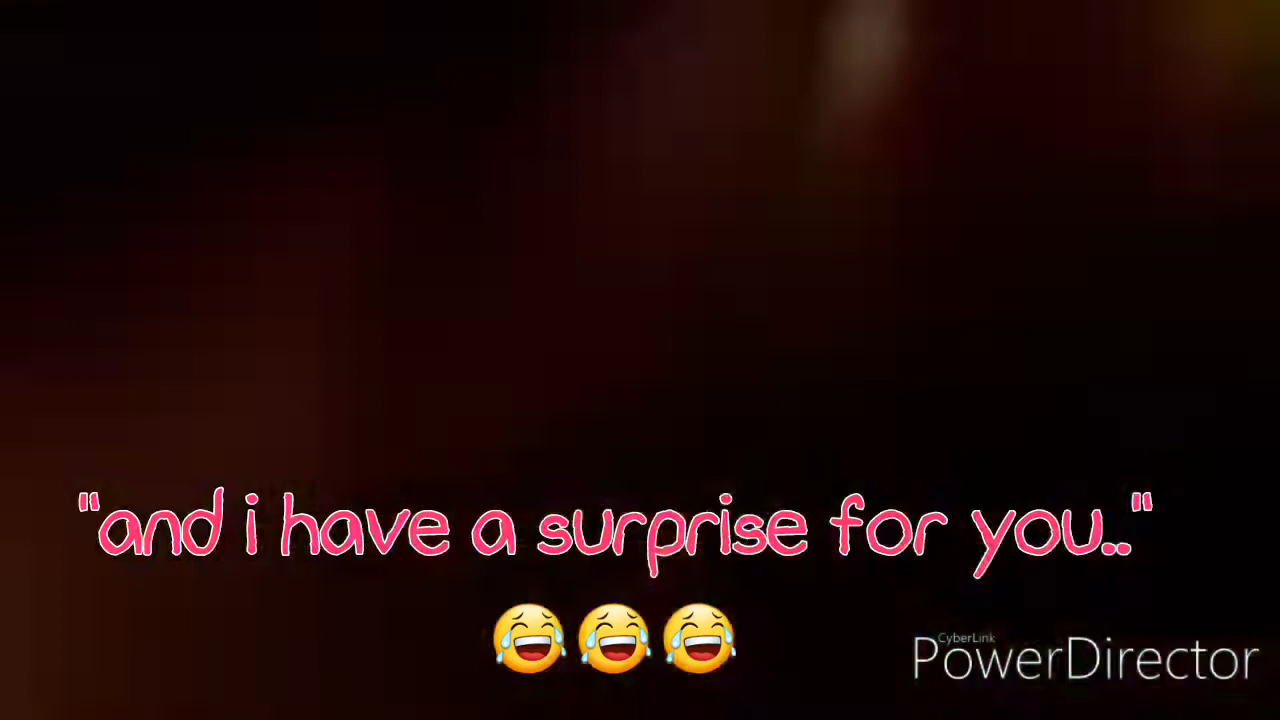 "and i have a surprise for you.."
😂😂😂
CyberLink
PowerDirector